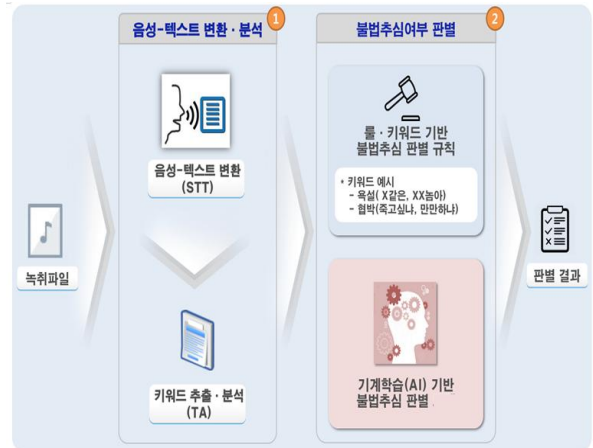 음성-텍스트 변환 · 분석
1
불법추심여부 판별
2
녹취파일
음성-텍스트 변환
(STT)
키워드 추출 · 분석
(TA)
룰 · 키워드 기반
불법추심 판별 규칙
• 키워드 예시
- 욕설( X같은, XX놈아)
- 협박(죽고싶냐, 만만하냐)
기계학습(AI) 기반
불법추심 판별
판별 결과